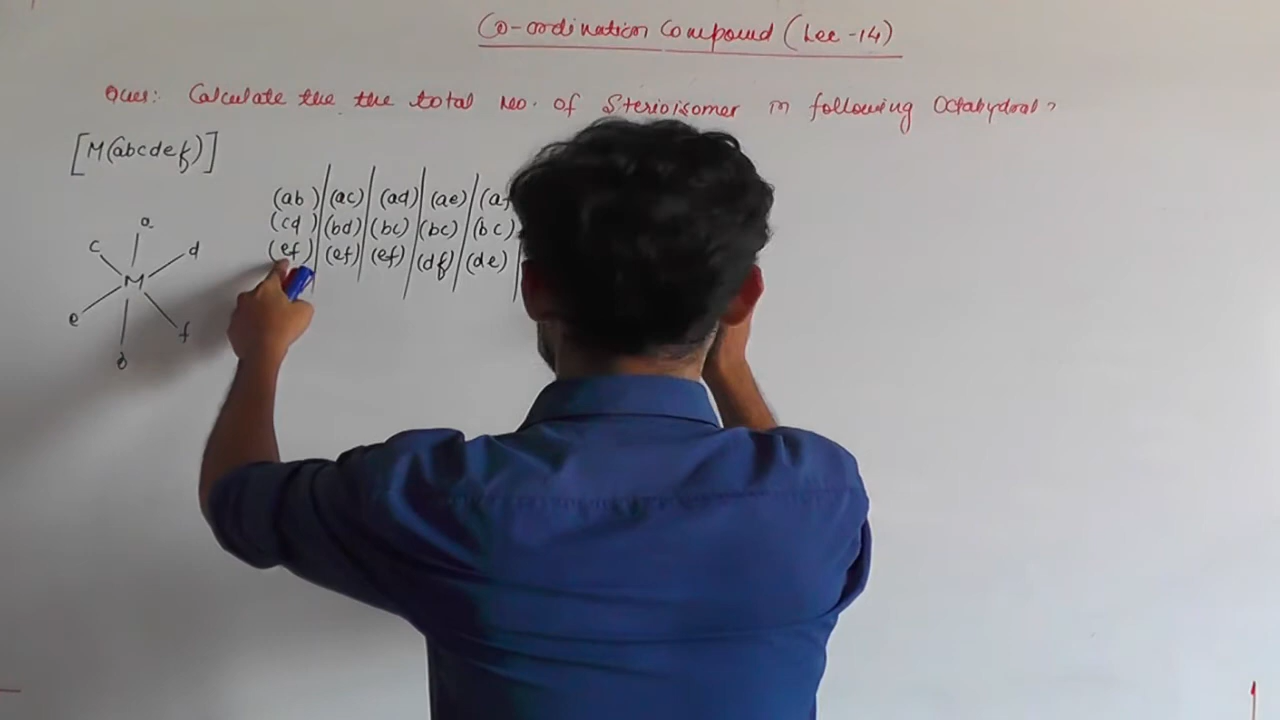 Co-ordination Compound (Lec -14)
Ques: Calculate the the total No. of Sterioisomer in following Octahydral?
[M(abcdef)]
(ab) (ac) (ad) (ae) (af
(cd) (bd) (bc) (bc) (bc)
(ef) (ef) (ef) (df) (de)
a
c d
M
e f
b